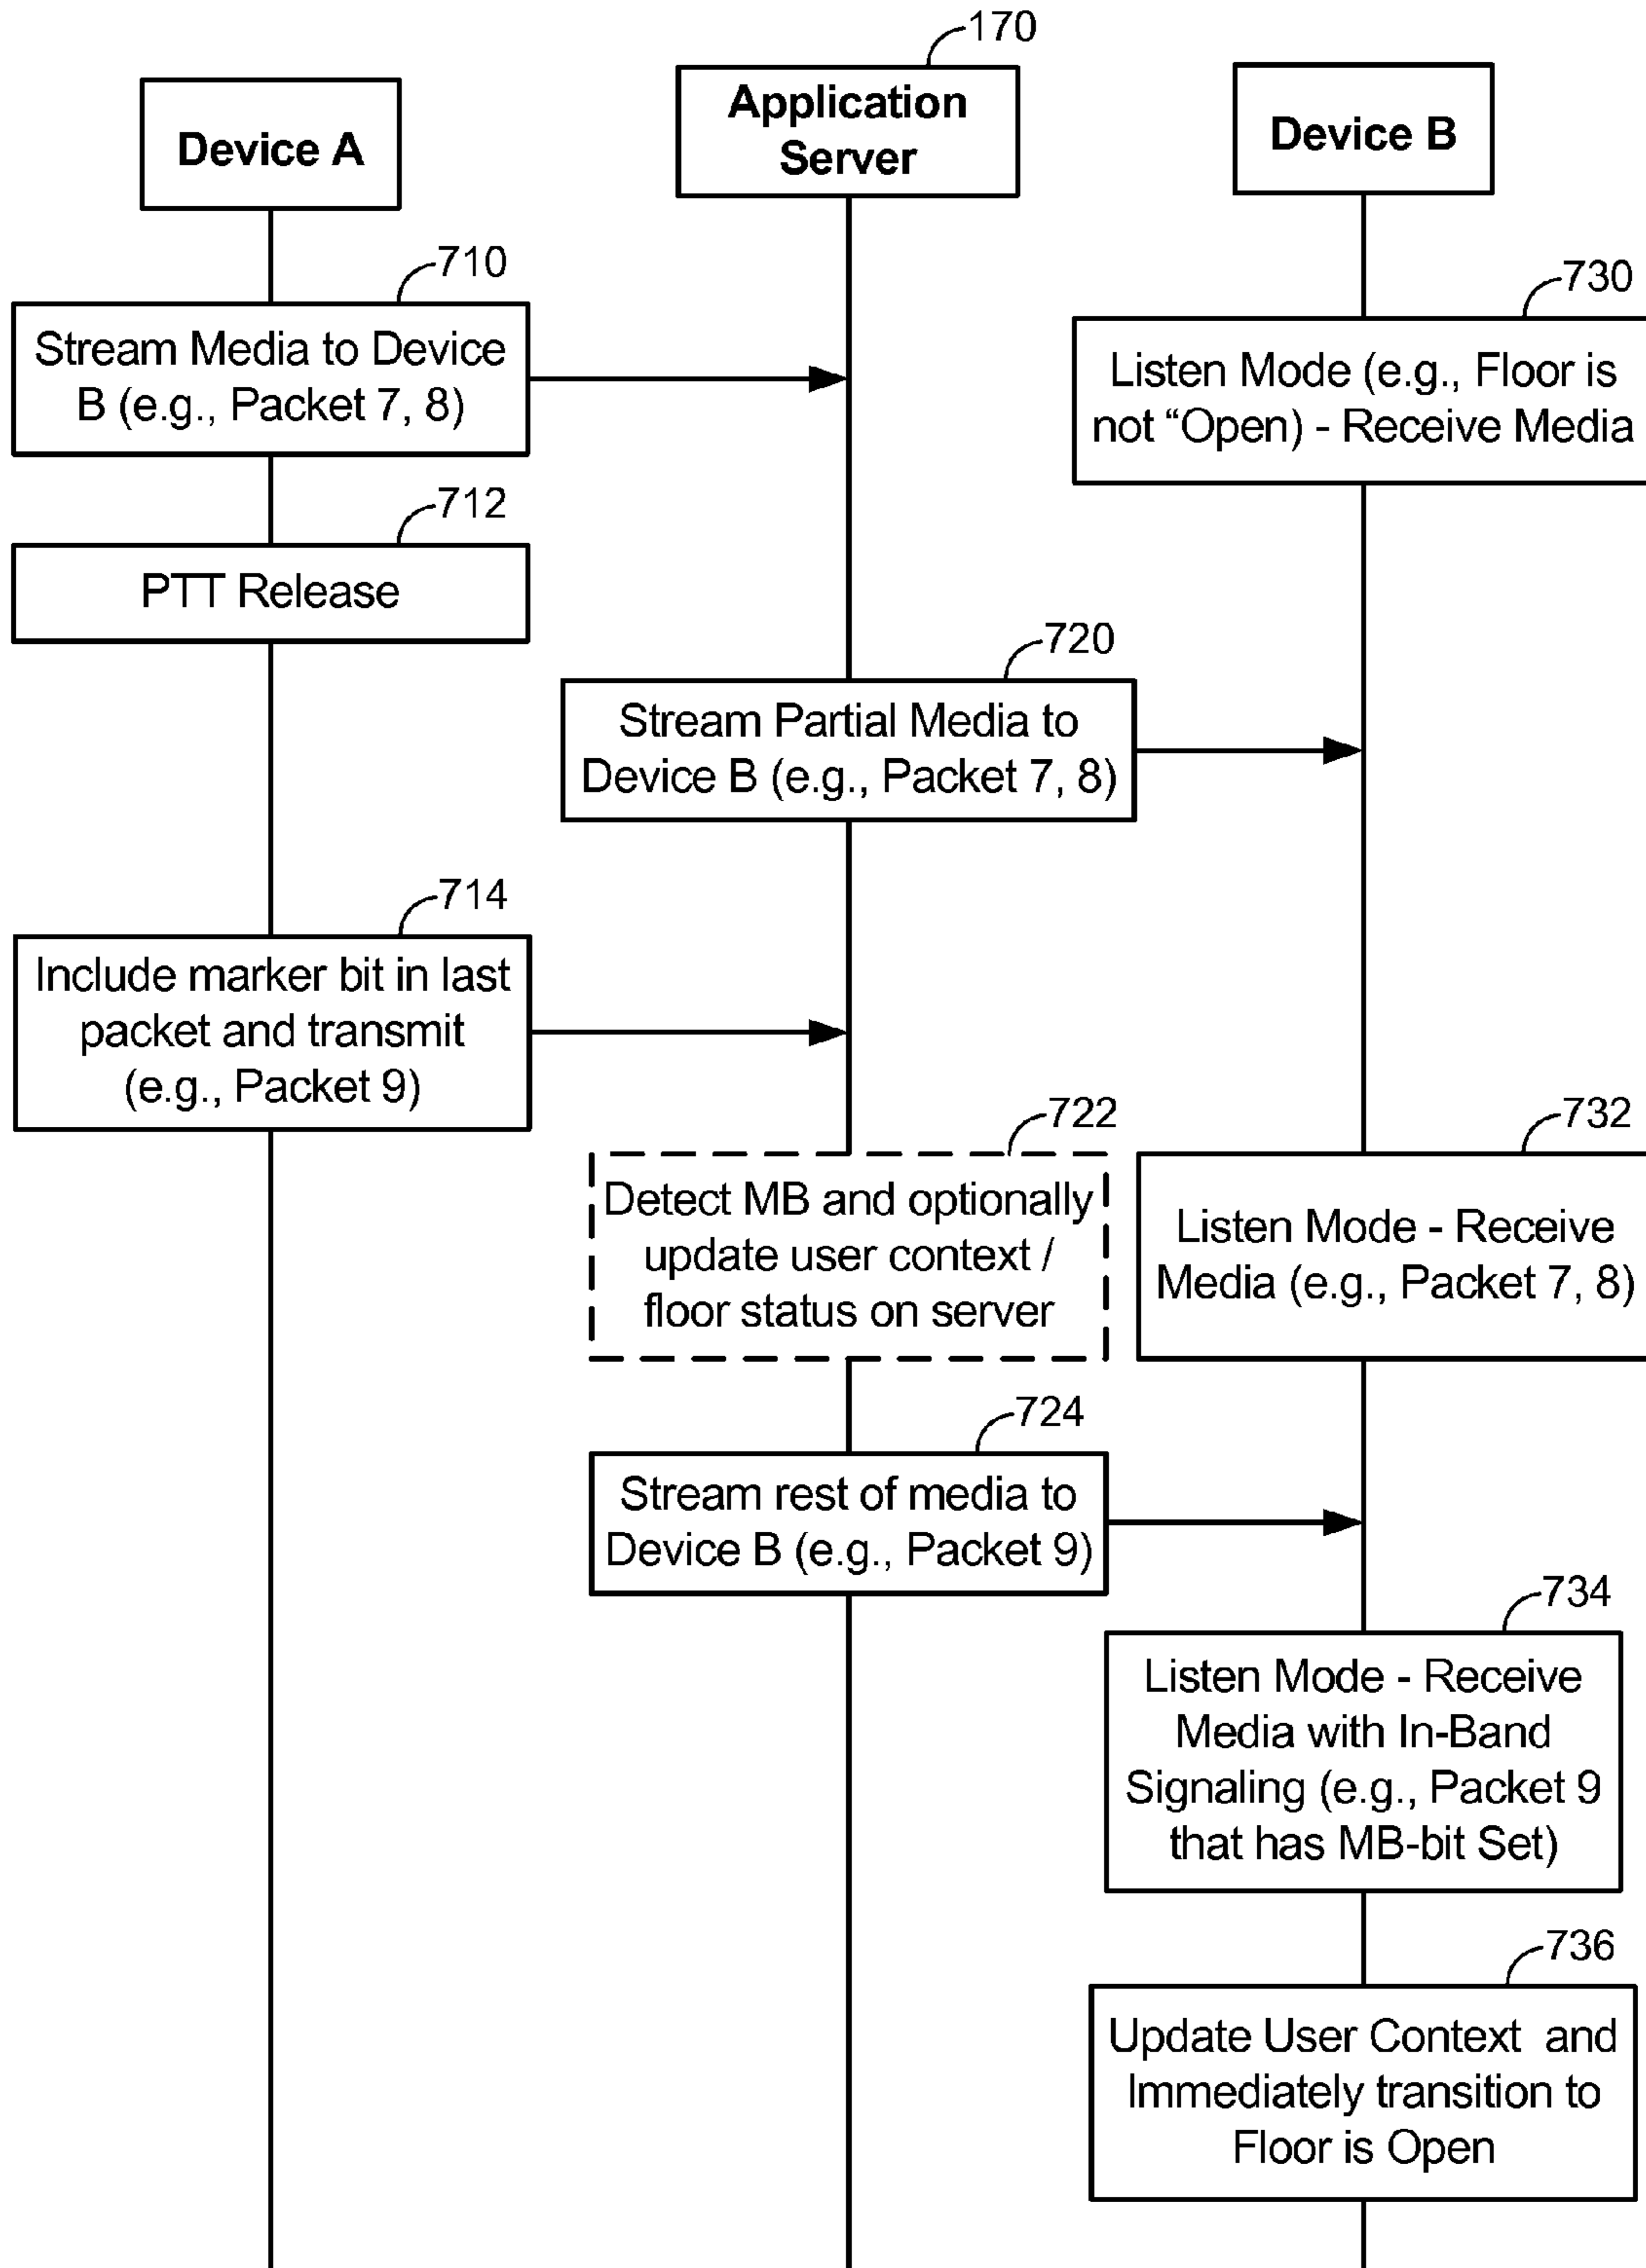 170
Device A
Application
Server
Device B
710
Stream Media to Device
B (e.g., Packet 7, 8)
730
Listen Mode (e.g., Floor is
not “Open) - Receive Media
712
PTT Release
720
Stream Partial Media to
Device B (e.g., Packet 7, 8)
714
Include marker bit in last
packet and transmit
(e.g., Packet 9)
722
Detect MB and optionally
update user context /
floor status on server
732
Listen Mode - Receive
Media (e.g., Packet 7, 8)
724
Stream rest of media to
Device B (e.g., Packet 9)
734
Listen Mode - Receive
Media with In-Band
Signaling (e.g., Packet 9
that has MB-bit Set)
736
Update User Context and
Immediately transition to
Floor is Open